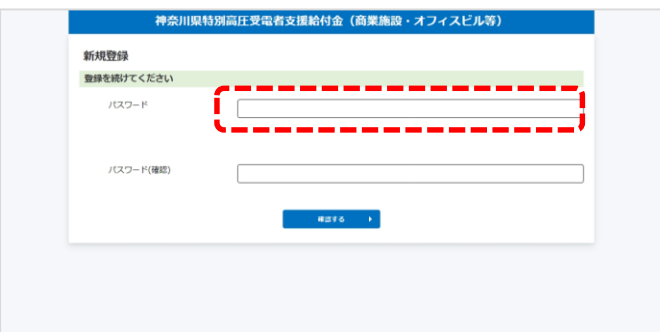 神奈川県特別高圧受電者支援給付金（商業施設・オフィスビル等）
新規登録
登録を続けてください
パスワード
パスワード(確認)
確認する